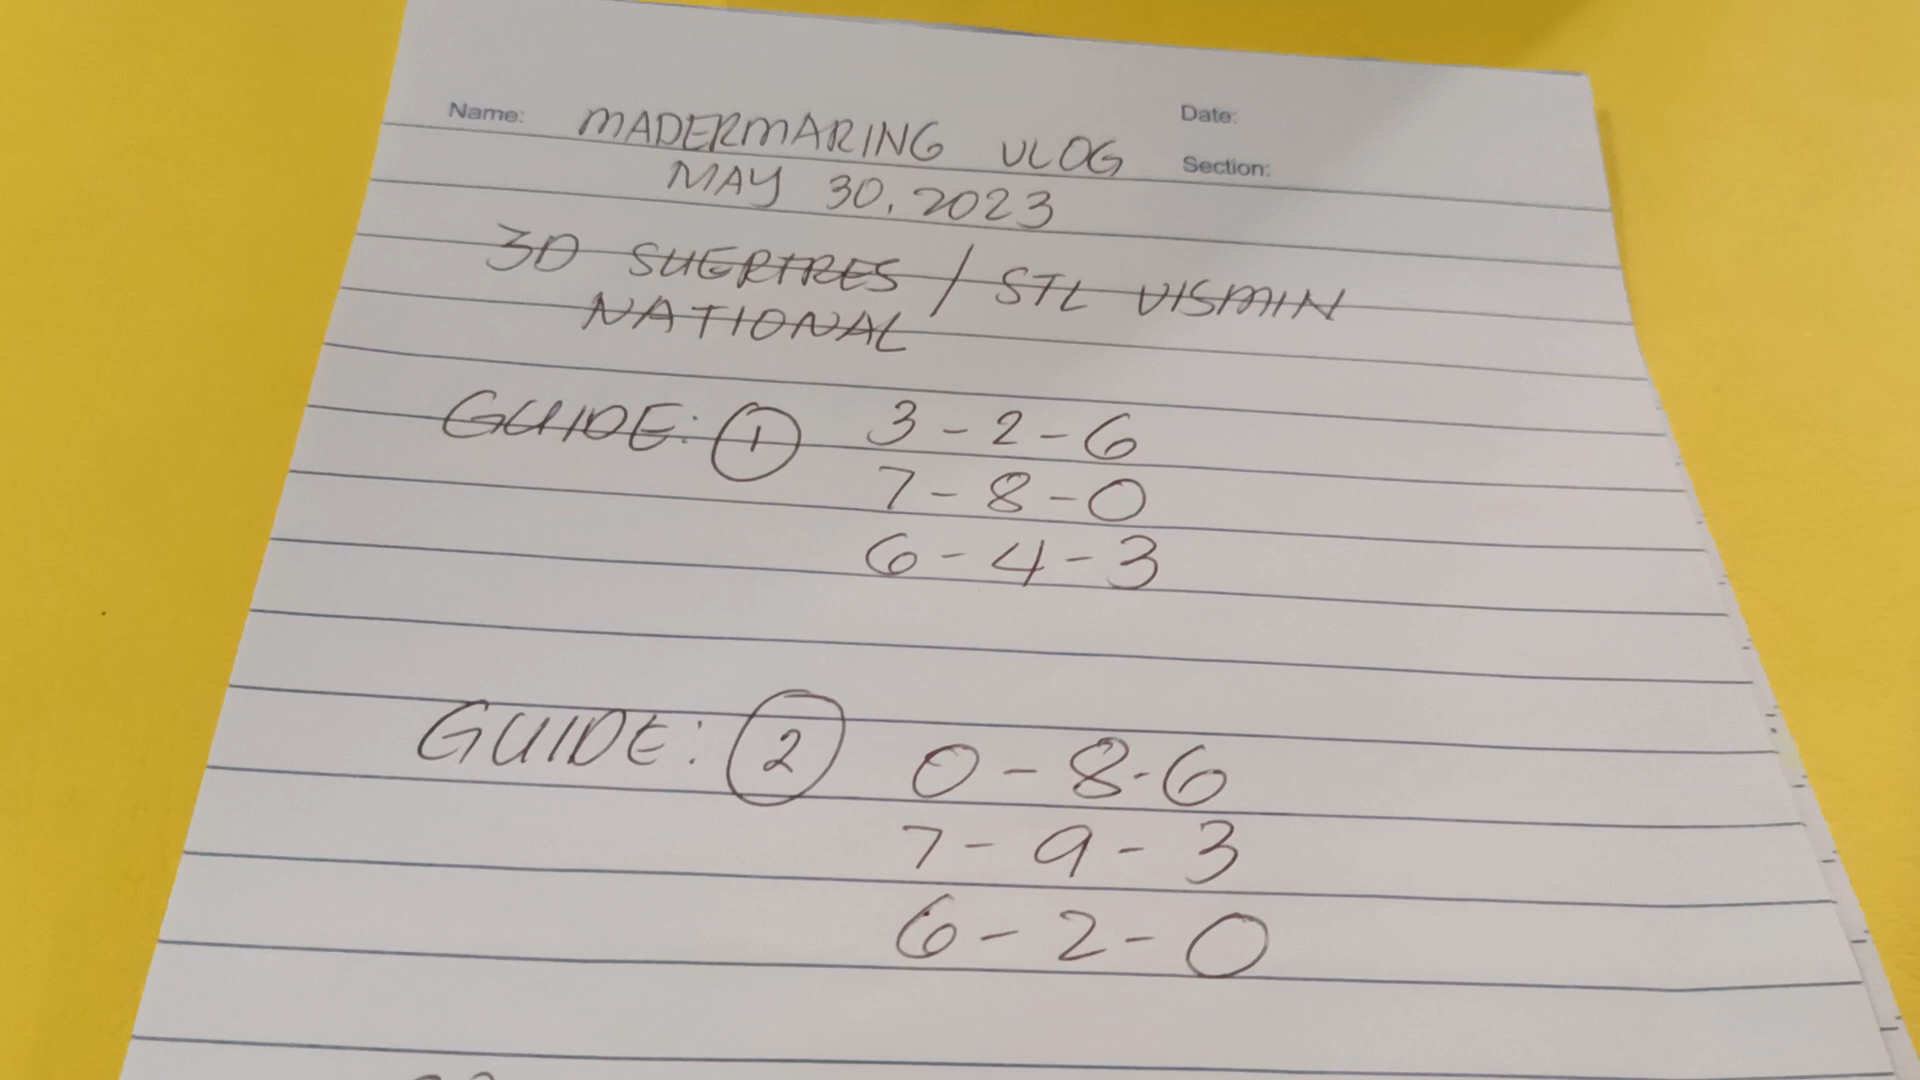 Name: MADERMARING VLOG Date:
Section:
MAY 30, 2023
3D SUERTRES / STL VISMIN
NATIONAL
GUIDE: 1 3-2-6
7-8-0
6-4-3
GUIDE: 2 0-8-6
7-9-3
6-2-0